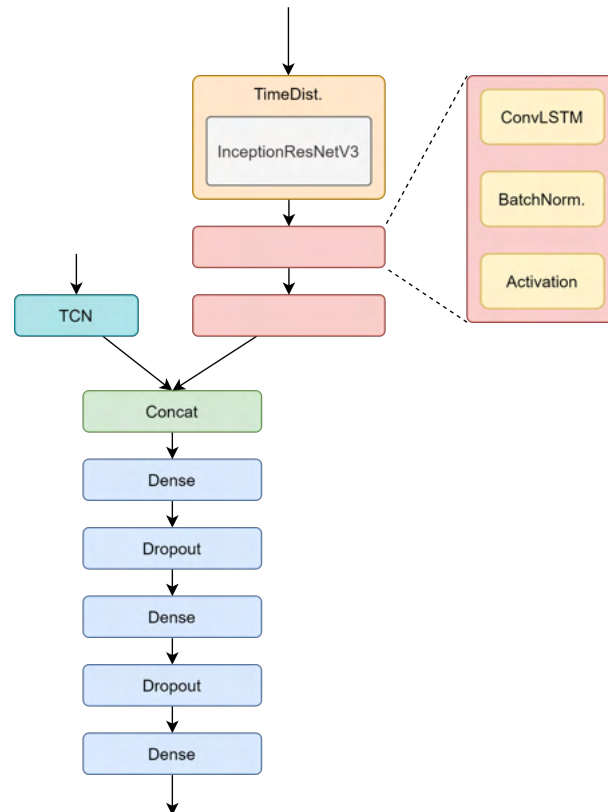 TimeDist.
InceptionResNetV3
ConvLSTM
BatchNorm.
Activation
TCN
Concat
Dense
Dropout
Dense
Dropout
Dense